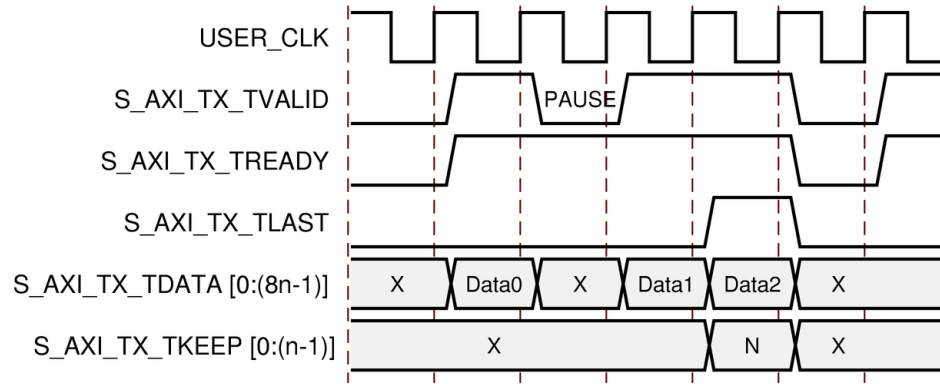 USER_CLK
S_AXI_TX_TVALID PAUSE
S_AXI_TX_TREADY
S_AXI_TX_TLAST
S_AXI_TX_TDATA [0:(8n-1)] X Data0 X Data1 Data2 X
S_AXI_TX_TKEEP [0:(n-1)] X N X